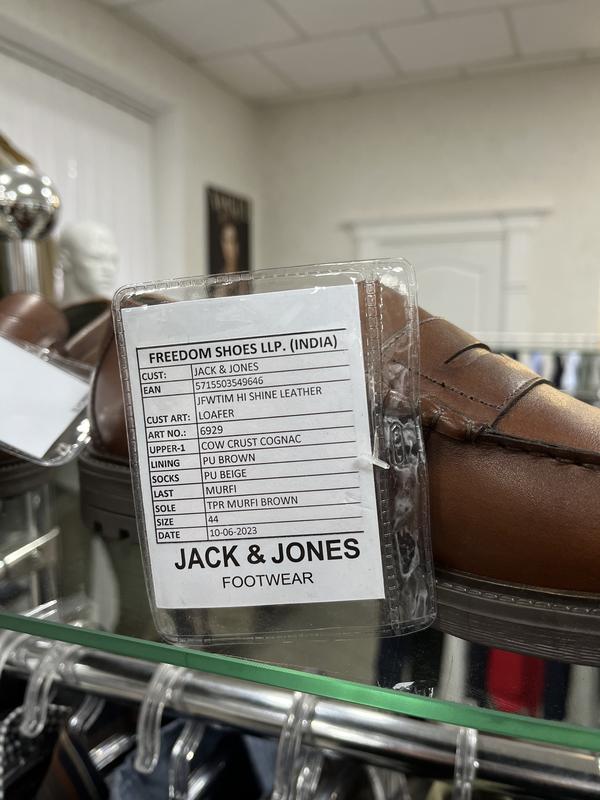 FREEDOM SHOES LLP. (INDIA)
CUST: JACK & JONES
EAN 5715503549646
JFWTIM HI SHINE LEATHER
CUST ART: LOAFER
ART NO.: 6929
UPPER-1 COW CRUST COGNAC
LINING PU BROWN
SOCKS PU BEIGE
LAST MURFI
SOLE TPR MURFI BROWN
SIZE 44
DATE 10-06-2023
JACK & JONES
FOOTWEAR